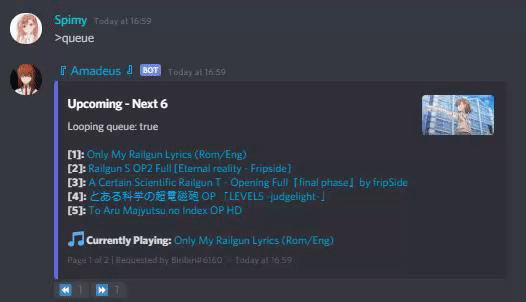 Spimy Today at 16:59
>queue
『 Amadeus 』 BOT Today at 16:59
Upcoming - Next 6
Looping queue: true
[1]: Only My Railgun Lyrics (Rom/Eng)
[2]: Railgun S OP2 Full [Eternal reality - Fripside]
[3]: A Certain Scientific Railgun T - Opening Full『final phase』by fripSide
[4]: とある科学の超電磁砲 OP 「LEVEL5 -judgelight-」
[5]: To Aru Majyutsu no Index OP HD
Currently Playing: Only My Railgun Lyrics (Rom/Eng)
Page 1 of 2 | Requested by Biribiri#6160 • Today at 16:59
1 1